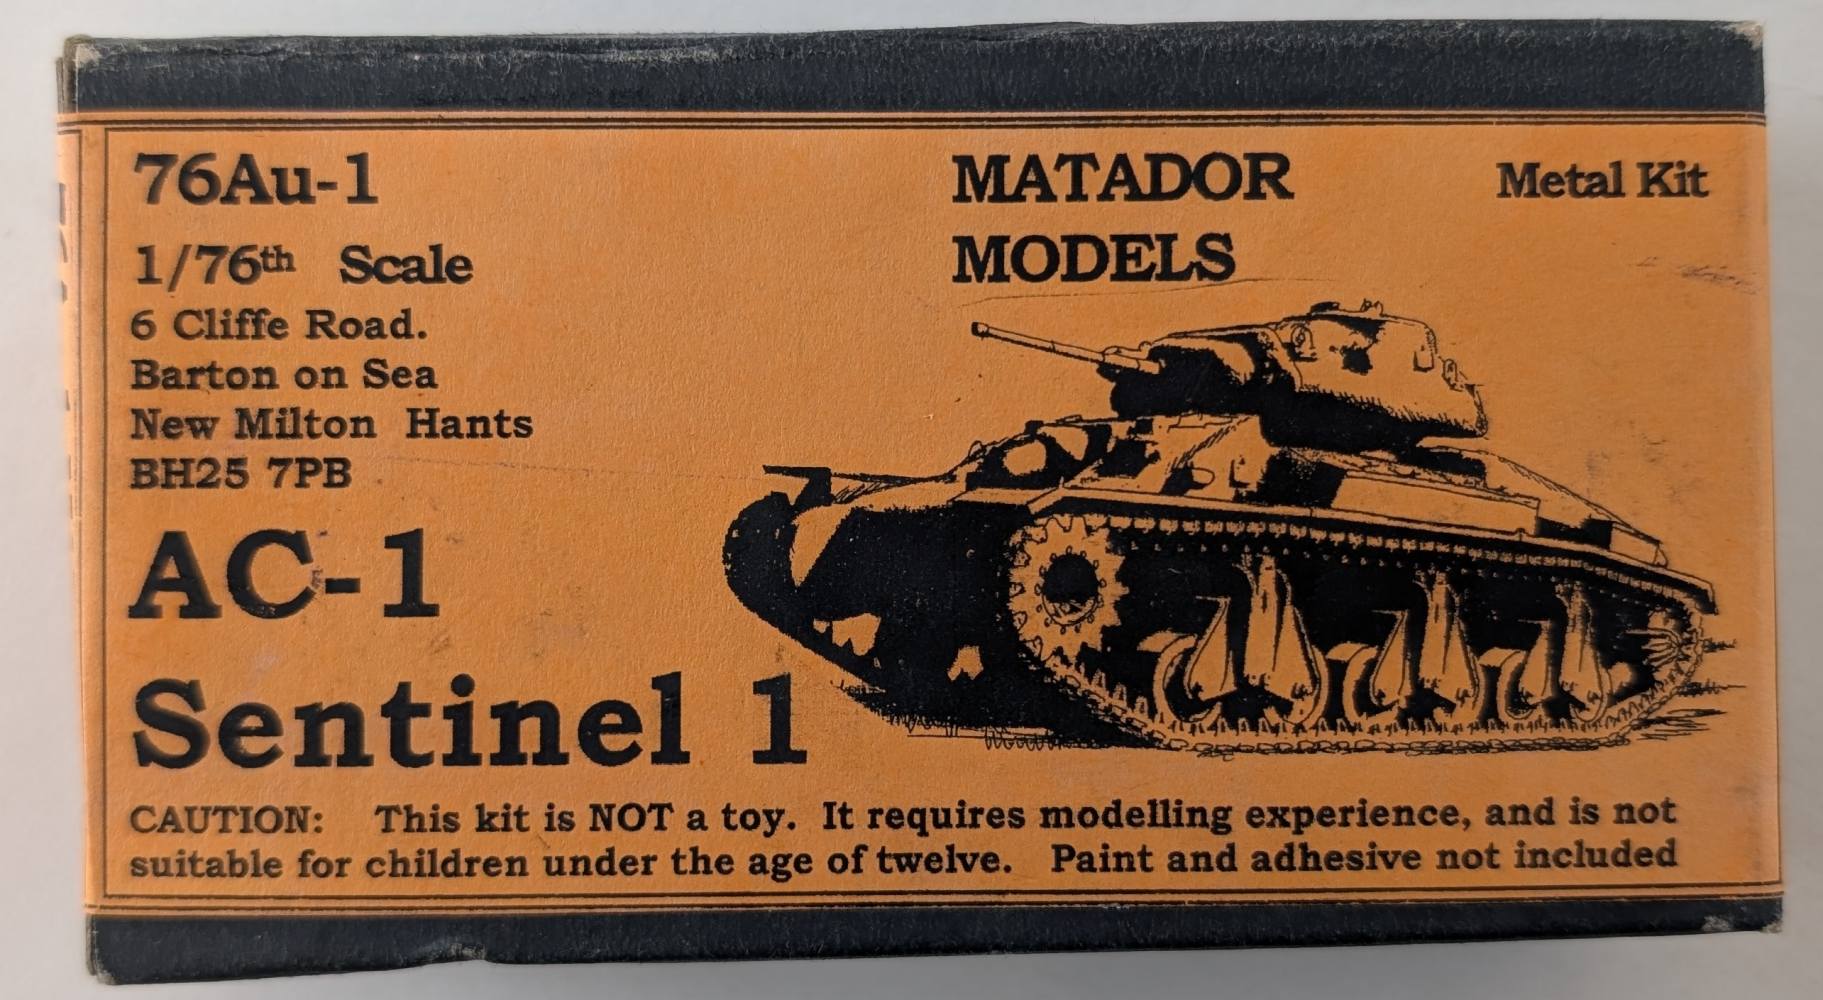 76Au-1
MATADOR
MODELS
Metal Kit
1/76th Scale
6 Cliffe Road.
Barton on Sea
New Milton Hants
BH25 7PB
AC-1
Sentinel 1
CAUTION: This kit is NOT a toy. It requires modelling experience, and is not
suitable for children under the age of twelve. Paint and adhesive not included